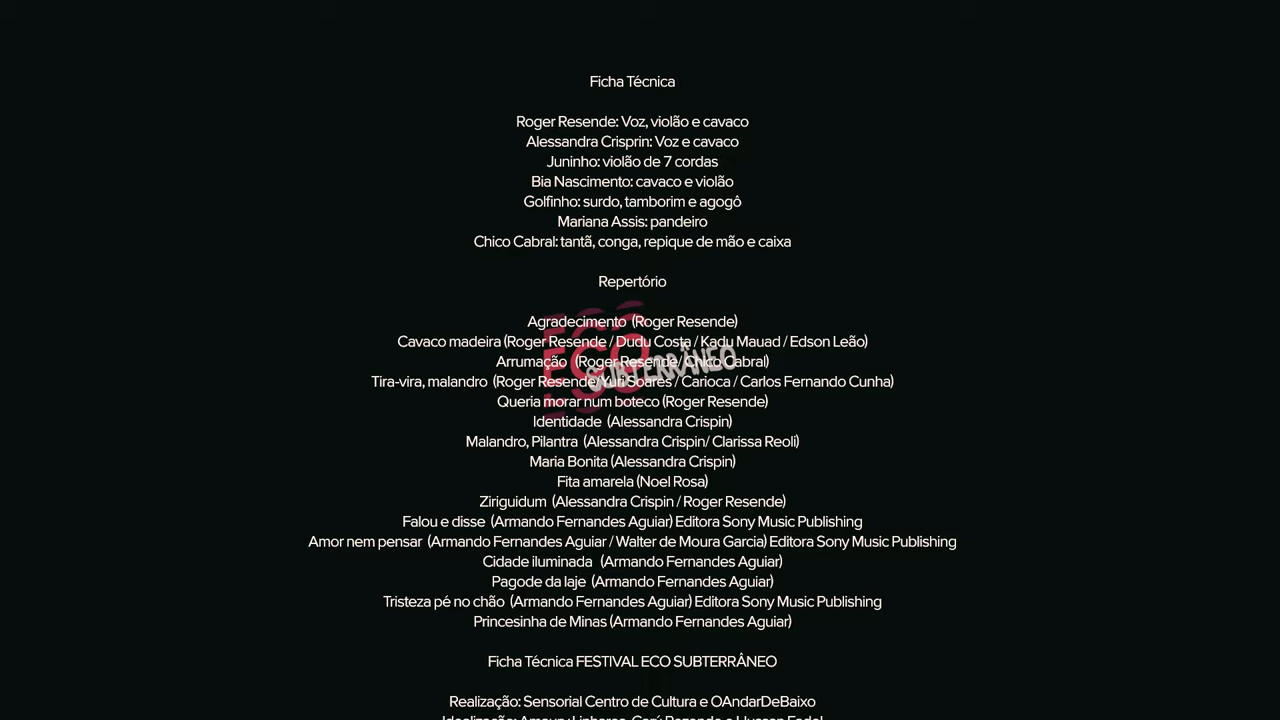 Ficha Técnica
Roger Resende: Voz, violão e cavaco
Alessandra Crisprin: Voz e cavaco
Juninho: violão de 7 cordas
Bia Nascimento: cavaco e violão
Golfinho: surdo, tamborim e agogô
Mariana Assis: pandeiro
Chico Cabral: tantã, conga, repique de mão e caixa
Repertório
Agradecimento (Roger Resende)
Cavaco madeira (Roger Resende / Dudu Costa / Kadu Mauad / Edson Leão)
Arrumação (Roger Resende/Chico Cabral)
Tira-vira, malandro (Roger Resende/Yuri Soares / Carioca / Carlos Fernando Cunha)
Queria morar num boteco (Roger Resende)
Identidade (Alessandra Crispin)
Malandro, Pilantra (Alessandra Crispin/ Clarissa Reoli)
Maria Bonita (Alessandra Crispin)
Fita amarela (Noel Rosa)
Ziriguidum (Alessandra Crispin / Roger Resende)
Falou e disse (Armando Fernandes Aguiar) Editora Sony Music Publishing
Amor nem pensar (Armando Fernandes Aguiar / Walter de Moura Garcia) Editora Sony Music Publishing
Cidade iluminada (Armando Fernandes Aguiar)
Pagode da laje (Armando Fernandes Aguiar)
Tristeza pé no chão (Armando Fernandes Aguiar) Editora Sony Music Publishing
Princesinha de Minas (Armando Fernandes Aguiar)
ECO
SUBTERRÂNEO
Ficha Técnica FESTIVAL ECO SUBTERRÂNEO
Realização: Sensorial Centro de Cultura e OAndarDeBaixo